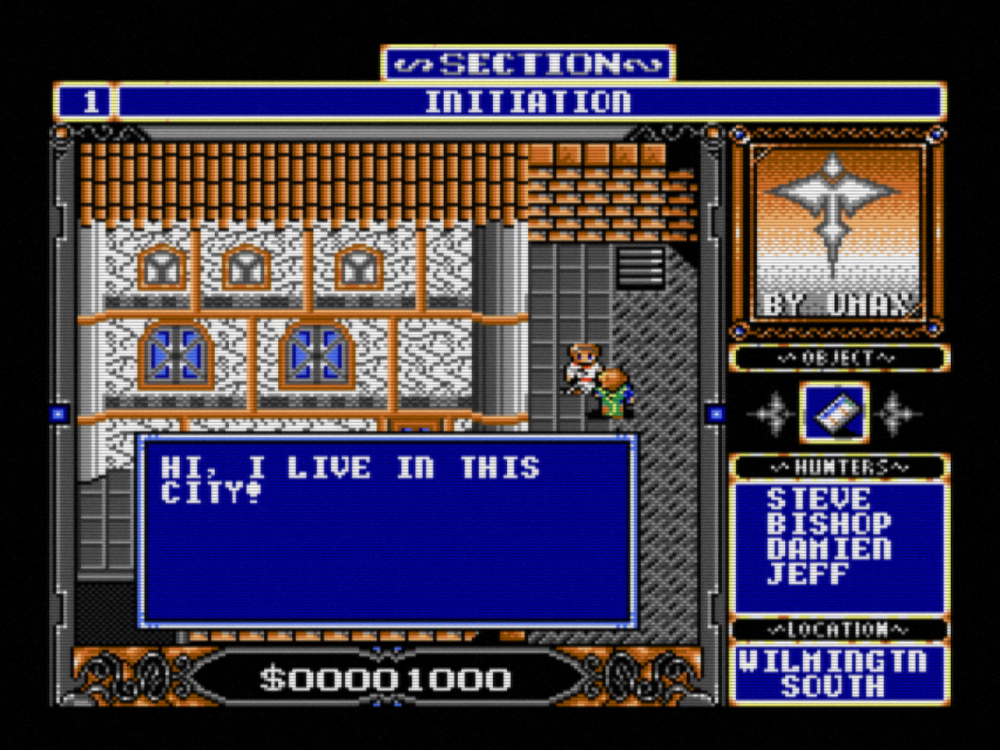 SECTION
1 INITIATION
BY VMAX
OBJECT
HI, I LIVE IN THIS
CITY!
HUNTERS
STEVE
BISHOP
DAMIEN
JEFF
LOCATION
WILMINGTN
SOUTH
$00001000